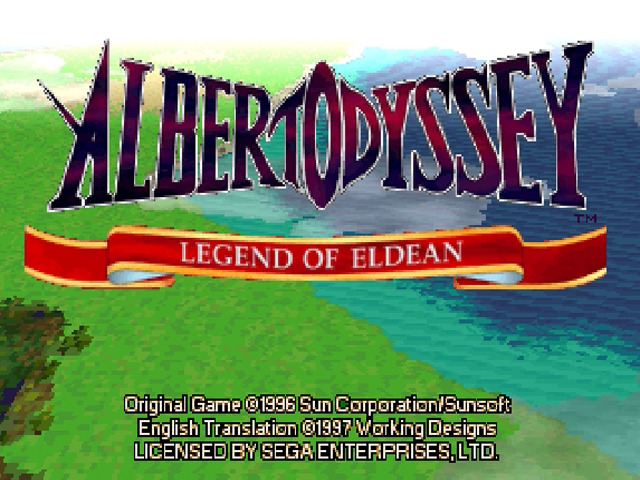 ALBERT ODYSSEY
TM
LEGEND OF ELDEAN
Original Game ©1996 Sun Corporation/Sunsoft
English Translation ©1997 Working Designs
LICENSED BY SEGA ENTERPRISES, LTD.